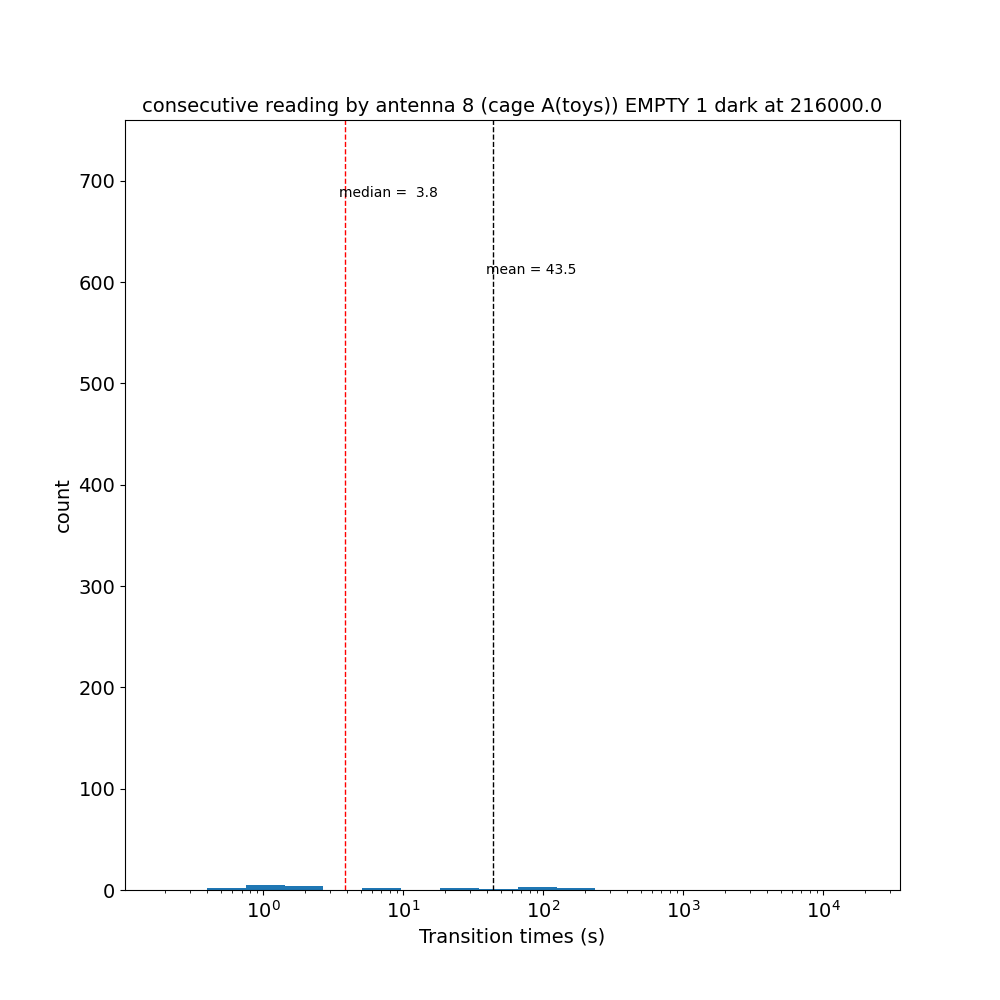 consecutive reading by antenna 8 (cage A(toys)) EMPTY 1 dark at 216000.0
median =  3.8
mean = 43.5
700
600
500
400
300
200
100
0
count
10^0
10^1
10^2
10^3
10^4
Transition times (s)